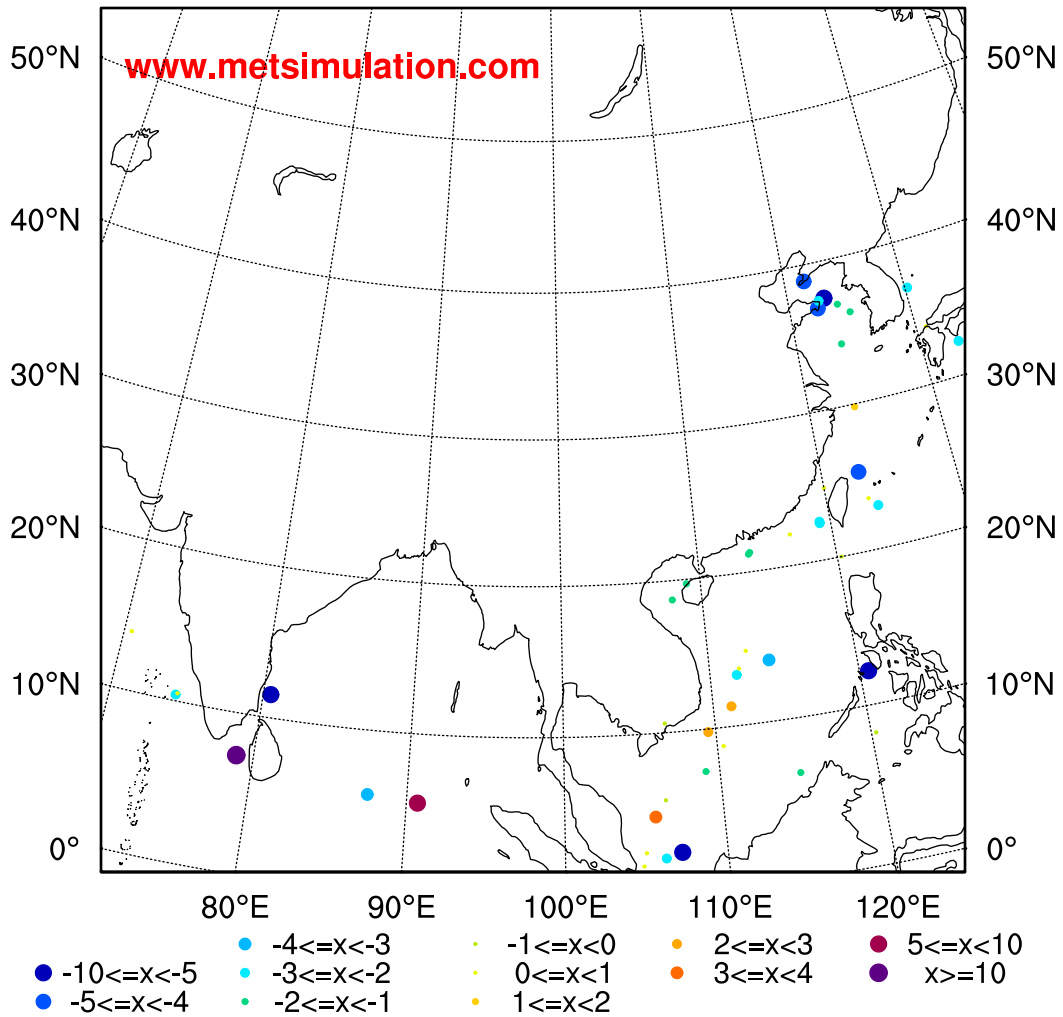 www.metsimulation.com
50°N 50°N
40°N 40°N
30°N 30°N
20°N 20°N
10°N 10°N
0° 0°
80°E 90°E 100°E 110°E 120°E
-4<=x<-3 -1<=x<0 2<=x<3 5<=x<10
-10<=x<-5 -3<=x<-2 0<=x<1 3<=x<4 x>=10
-5<=x<-4 -2<=x<-1 1<=x<2